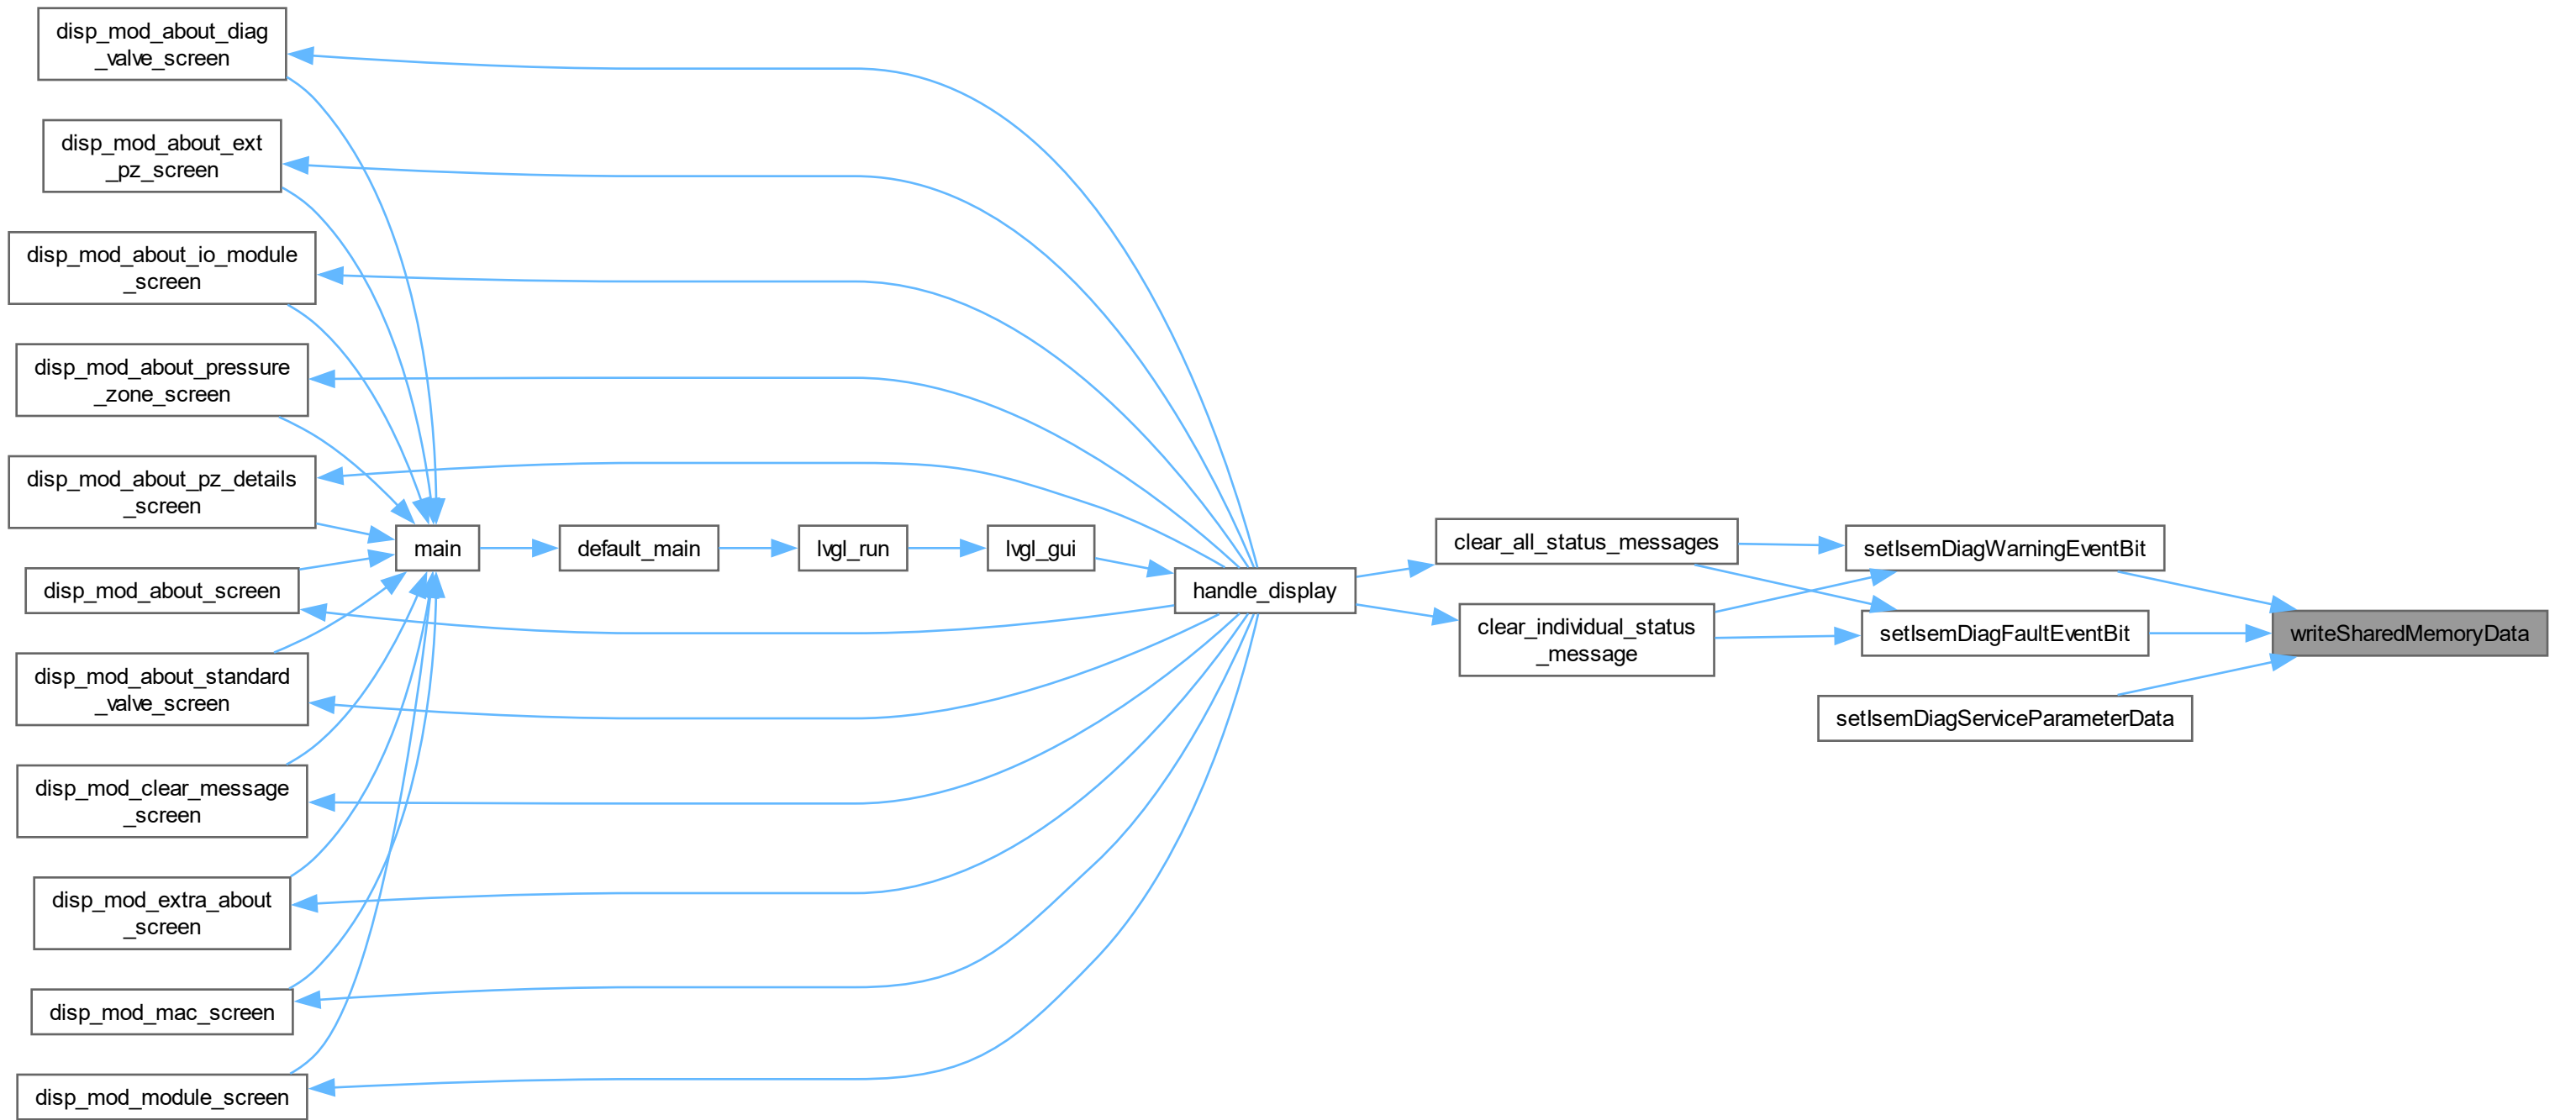 disp_mod_about_diag
_valve_screen
disp_mod_about_ext
_pz_screen
disp_mod_about_io_module
_screen
disp_mod_about_pressure
_zone_screen
disp_mod_about_pz_details
_screen
disp_mod_about_screen
disp_mod_about_standard
_valve_screen
disp_mod_clear_message
_screen
disp_mod_extra_about
_screen
disp_mod_mac_screen
disp_mod_module_screen
main
default_main
lvgl_run
lvgl_gui
handle_display
clear_all_status_messages
clear_individual_status
_message
setIsemDiagWarningEventBit
setIsemDiagFaultEventBit
setIsemDiagServiceParameterData
writeSharedMemoryData